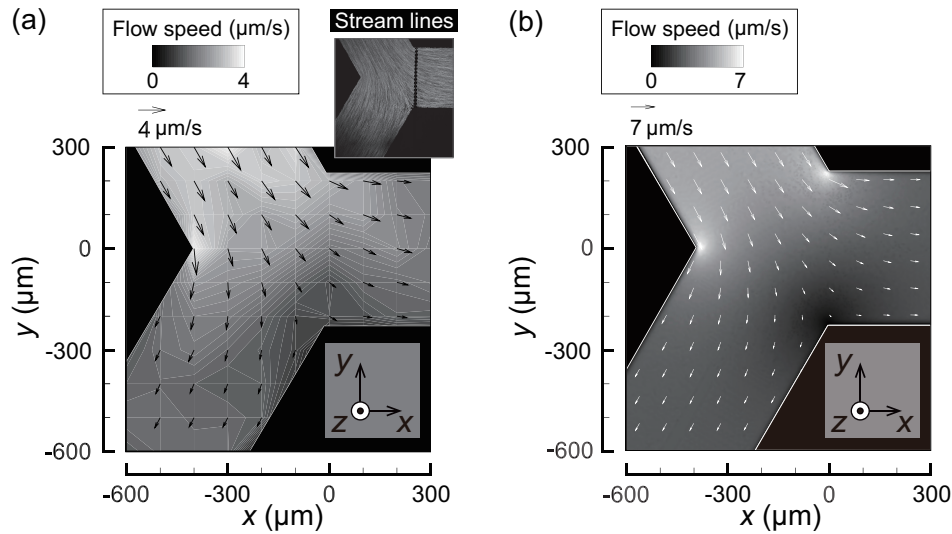 (a)
Flow speed (μm/s)
0 4
4 μm/s
Stream lines
300
0
-300
-600
y (μm)
-600 -300 0 300
x (μm)
y
z x
(b)
Flow speed (μm/s)
0 7
7 μm/s
300
0
-300
-600
y (μm)
-600 -300 0 300
x (μm)
y
z x